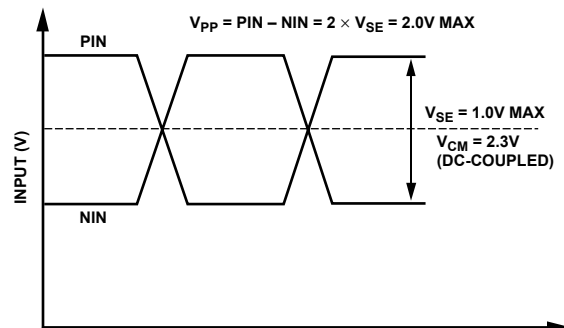 V_PP = PIN – NIN = 2 × V_SE = 2.0V MAX
PIN
V_SE = 1.0V MAX
V_CM = 2.3V
(DC-COUPLED)
INPUT (V)
NIN